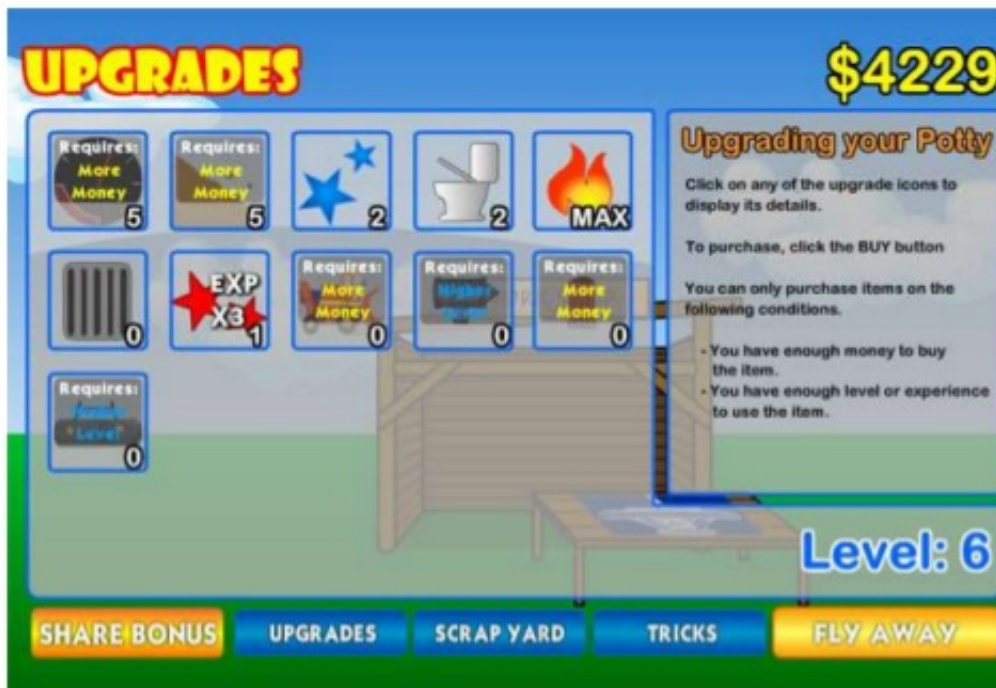 UPGRADES
$4229
Requires:
More
Money
5
Requires:
More
Money
5
2
2
MAX
0
EXP
X3
1
Requires:
More
Money
0
Requires:
Higher
0
Requires:
More
Money
0
Requires:
Level
0
Upgrading your Potty
Click on any of the upgrade icons to
display its details.
To purchase, click the BUY button
You can only purchase items on the
following conditions.
- You have enough money to buy
the item.
- You have enough level or experience
to use the item.
Level: 6
SHARE BONUS
UPGRADES
SCRAP YARD
TRICKS
FLY AWAY